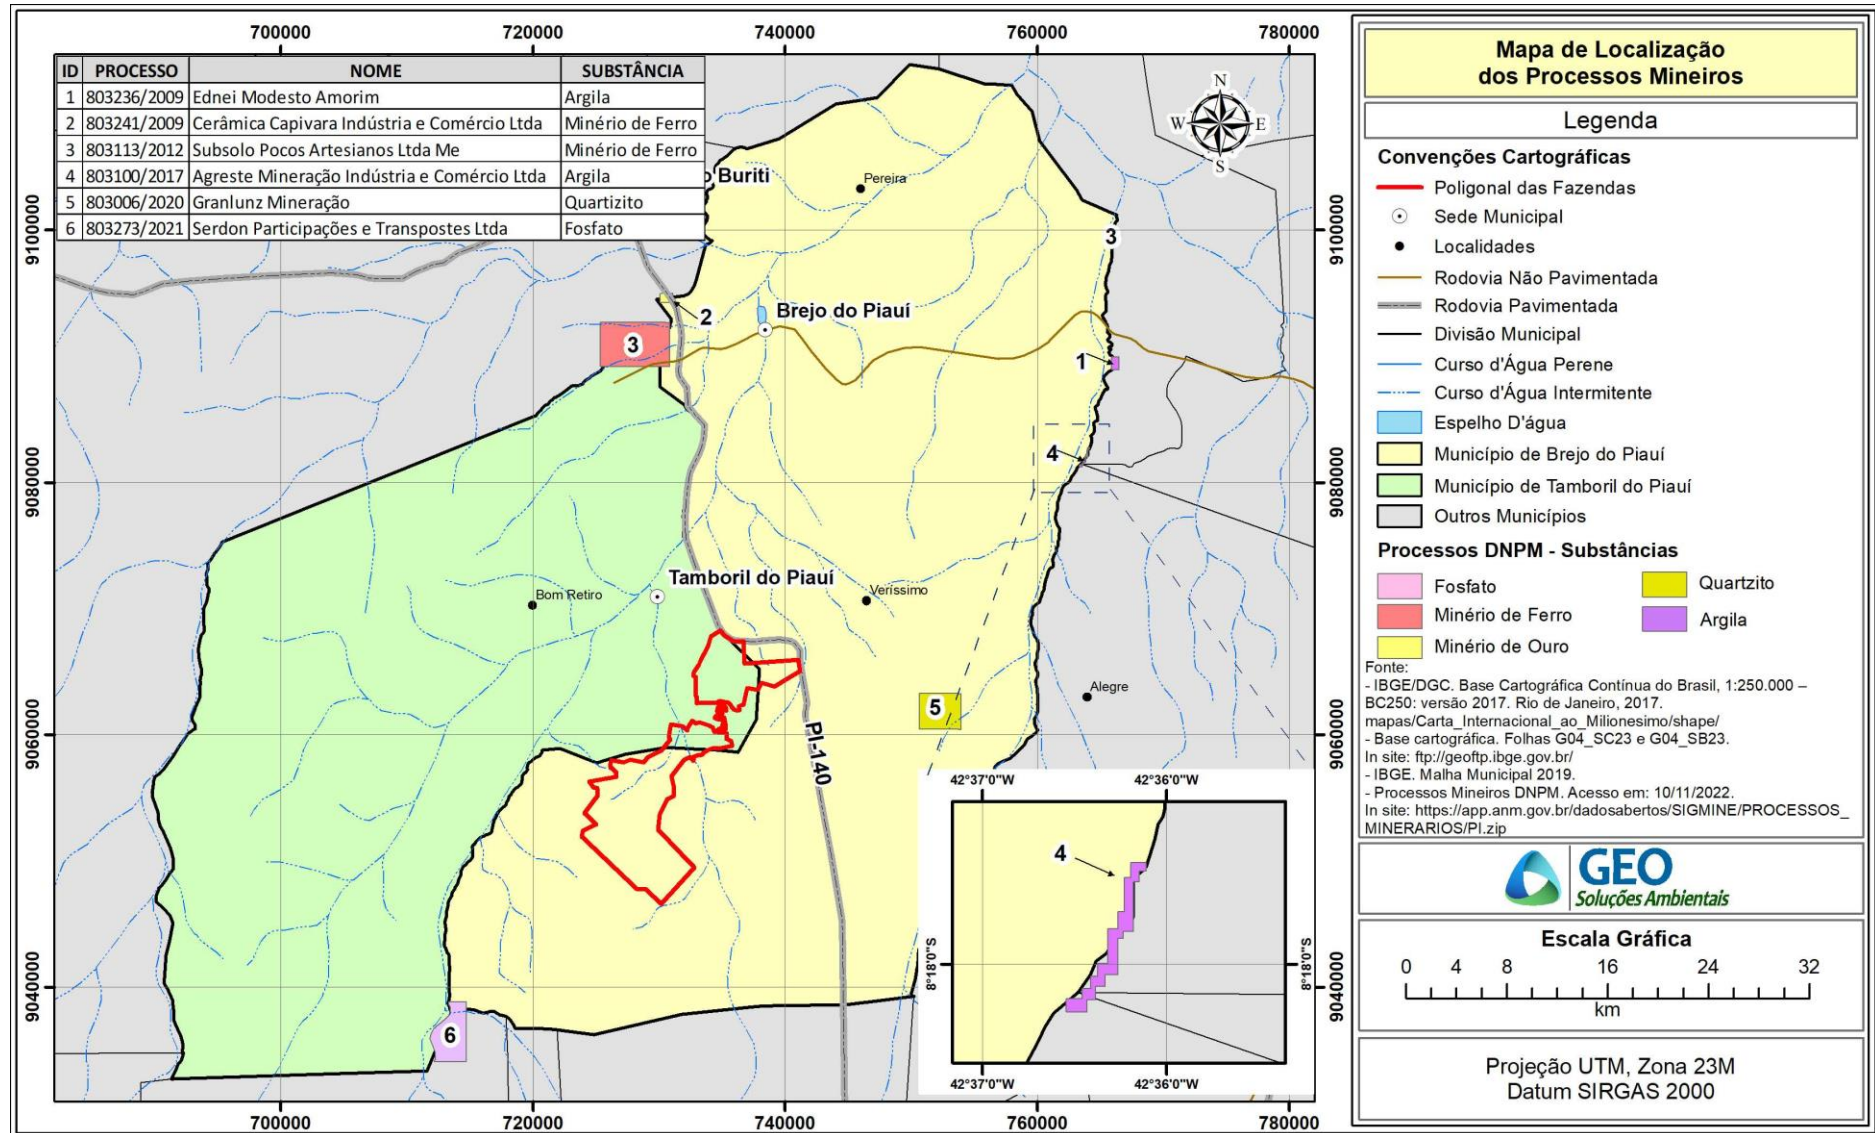 700000 720000 740000 760000 780000
ID PROCESSO NOME SUBSTÂNCIA
1 803236/2009 Ednei Modesto Amorim Argila
2 803241/2009 Cerâmica Capivara Indústria e Comércio Ltda Minério de Ferro
3 803113/2012 Subsolo Pocos Artesianos Ltda Me Minério de Ferro
4 803100/2017 Agreste Mineração Indústria e Comércio Ltda Argila
5 803006/2020 Granlunz Mineração Quartizito
6 803273/2021 Serdon Participações e Transpostes Ltda Fosfato
o Buriti
Pereira
N
W E
S
9100000 9100000
3
2
Brejo do Piauí
3
1
4
9080000 9080000
Tamboril do Piauí
Bom Retiro
Veríssimo
Alegre
5
9060000 9060000
PI-140
42°37'0"W 42°36'0"W
4
8°18'0"S 8°18'0"S
42°37'0"W 42°36'0"W
9040000 9040000
6
700000 720000 740000 760000 780000
Mapa de Localização
dos Processos Mineiros
Legenda
Convenções Cartográficas
Poligonal das Fazendas
Sede Municipal
Localidades
Rodovia Não Pavimentada
Rodovia Pavimentada
Divisão Municipal
Curso d'Água Perene
Curso d'Água Intermitente
Espelho D'água
Município de Brejo do Piauí
Município de Tamboril do Piauí
Outros Municípios
Processos DNPM - Substâncias
Fosfato Quartzito
Minério de Ferro Argila
Minério de Ouro
Fonte:
- IBGE/DGC. Base Cartográfica Contínua do Brasil, 1:250.000 –
BC250: versão 2017. Rio de Janeiro, 2017.
mapas/Carta_Internacional_ao_Milionesimo/shape/
- Base cartográfica. Folhas G04_SC23 e G04_SB23.
In site: ftp://geoftp.ibge.gov.br/
- IBGE. Malha Municipal 2019.
- Processos Mineiros DNPM. Acesso em: 10/11/2022.
In site: https://app.anm.gov.br/dadosabertos/SIGMINE/PROCESSOS_
MINERARIOS/PI.zip
GEO
Soluções Ambientais
Escala Gráfica
0 4 8 16 24 32
km
Projeção UTM, Zona 23M
Datum SIRGAS 2000